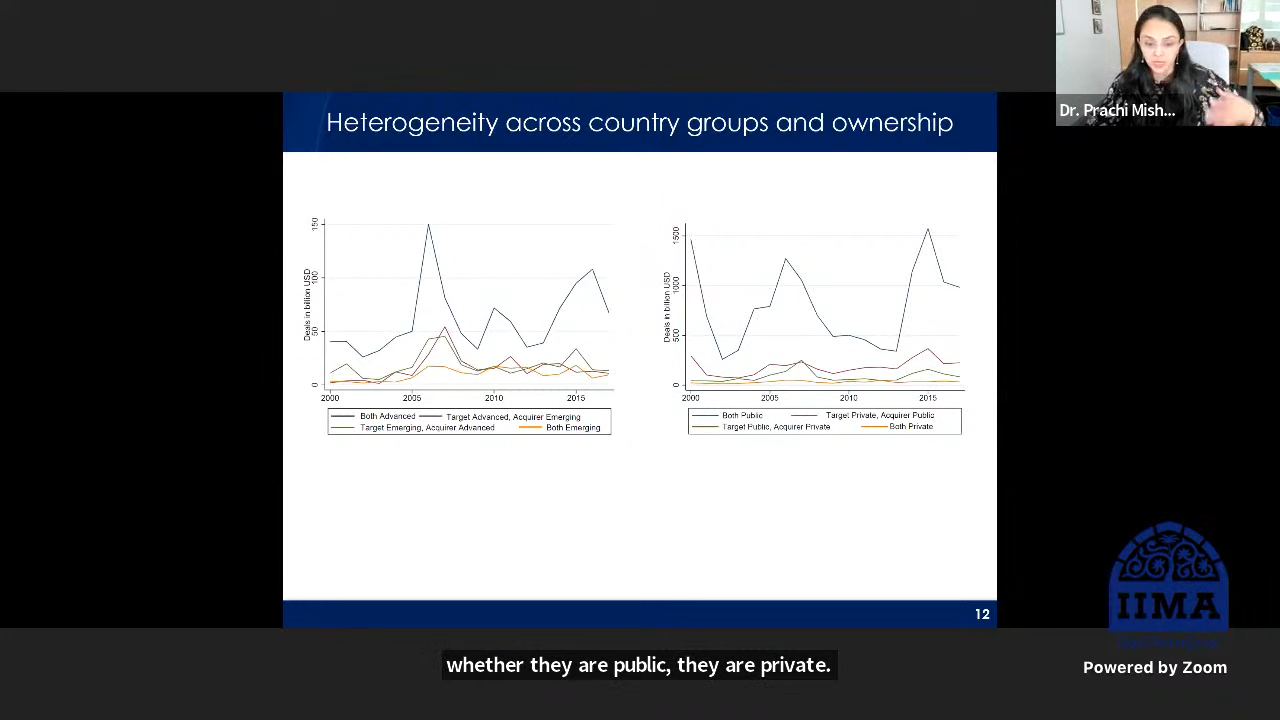 Dr. Prachi Mish...
Heterogeneity across country groups and ownership
150
100
50
0
Deals in billion USD
2000 2005 2010 2015
Both Advanced Target Advanced, Acquirer Emerging
Target Emerging, Acquirer Advanced Both Emerging
1500
1000
500
0
Deals in billion USD
2000 2005 2010 2015
Both Public Target Private, Acquirer Public
Target Public, Acquirer Private Both Private
12
IIMA
whether they are public, they are private.
Powered by Zoom